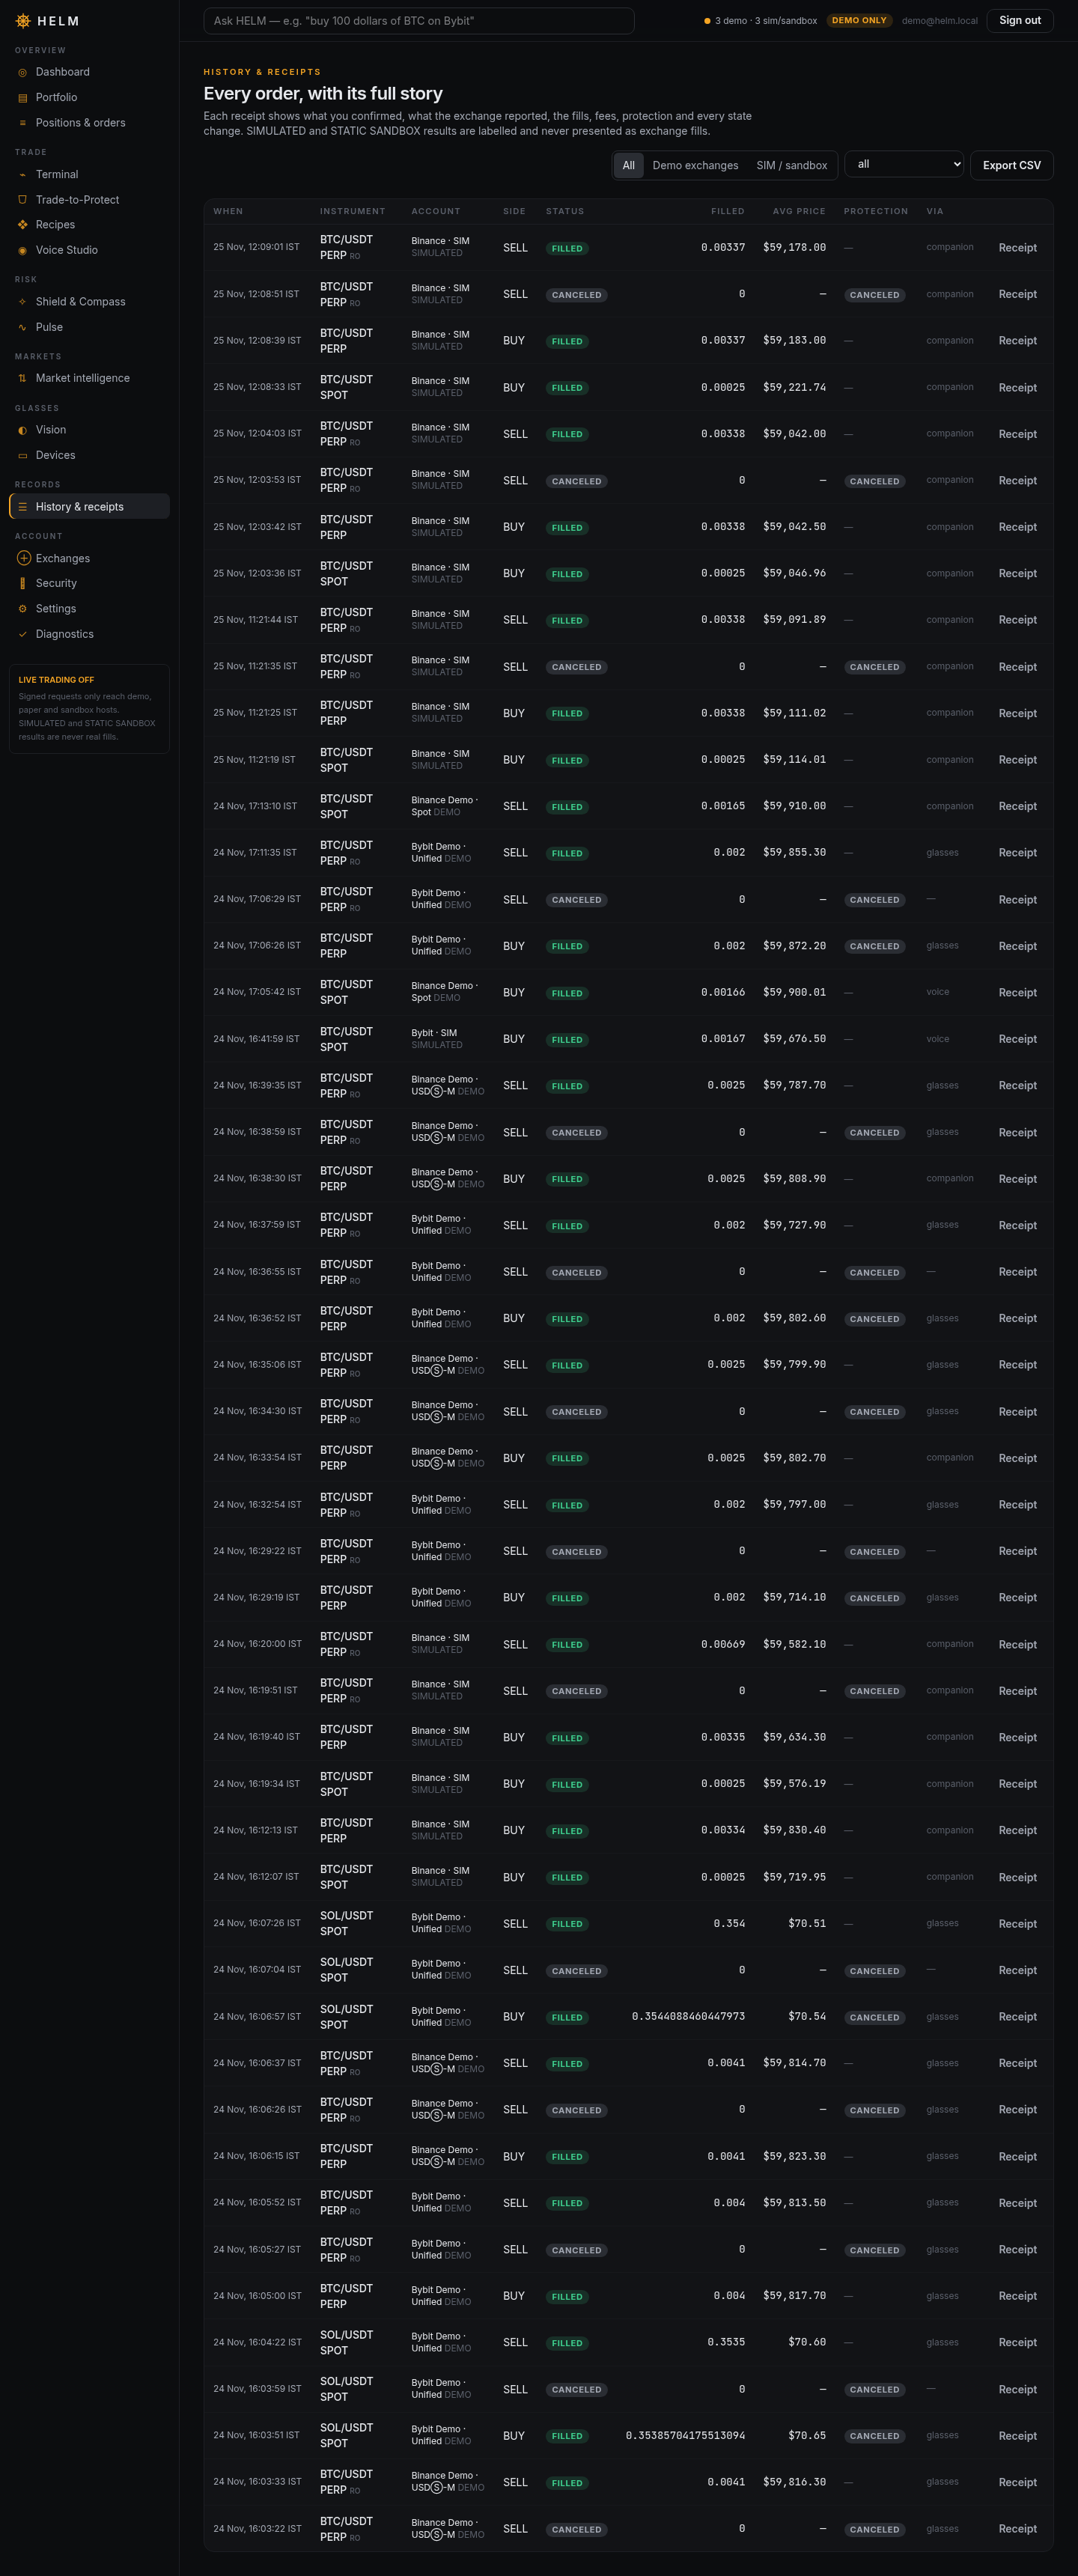 HELM
OVERVIEW
Dashboard
Portfolio
Positions & orders
TRADE
Terminal
Trade-to-Protect
Recipes
Voice Studio
RISK
Shield & Compass
Pulse
MARKETS
Market intelligence
GLASSES
Vision
Devices
RECORDS
History & receipts
ACCOUNT
Exchanges
Security
Settings
Diagnostics
LIVE TRADING OFF
Signed requests only reach demo,
paper and sandbox hosts.
SIMULATED and STATIC SANDBOX
results are never real fills.
Ask HELM — e.g. "buy 100 dollars of BTC on Bybit"
3 demo · 3 sim/sandbox DEMO ONLY demo@helm.local Sign out
HISTORY & RECEIPTS
Every order, with its full story
Each receipt shows what you confirmed, what the exchange reported, the fills, fees, protection and every state
change. SIMULATED and STATIC SANDBOX results are labelled and never presented as exchange fills.
All Demo exchanges SIM / sandbox all Export CSV
WHEN INSTRUMENT ACCOUNT SIDE STATUS FILLED AVG PRICE PROTECTION VIA
25 Nov, 12:09:01 IST BTC/USDT PERP RO Binance · SIM SIMULATED SELL FILLED 0.00337 $59,178.00 — companion Receipt
25 Nov, 12:08:51 IST BTC/USDT PERP RO Binance · SIM SIMULATED SELL CANCELED 0 — CANCELED companion Receipt
25 Nov, 12:08:39 IST BTC/USDT PERP Binance · SIM SIMULATED BUY FILLED 0.00337 $59,183.00 — companion Receipt
25 Nov, 12:08:33 IST BTC/USDT SPOT Binance · SIM SIMULATED BUY FILLED 0.00025 $59,221.74 — companion Receipt
25 Nov, 12:04:03 IST BTC/USDT PERP RO Binance · SIM SIMULATED SELL FILLED 0.00338 $59,042.00 — companion Receipt
25 Nov, 12:03:53 IST BTC/USDT PERP RO Binance · SIM SIMULATED SELL CANCELED 0 — CANCELED companion Receipt
25 Nov, 12:03:42 IST BTC/USDT PERP Binance · SIM SIMULATED BUY FILLED 0.00338 $59,042.50 — companion Receipt
25 Nov, 12:03:36 IST BTC/USDT SPOT Binance · SIM SIMULATED BUY FILLED 0.00025 $59,046.96 — companion Receipt
25 Nov, 11:21:44 IST BTC/USDT PERP RO Binance · SIM SIMULATED SELL FILLED 0.00338 $59,091.89 — companion Receipt
25 Nov, 11:21:35 IST BTC/USDT PERP RO Binance · SIM SIMULATED SELL CANCELED 0 — CANCELED companion Receipt
25 Nov, 11:21:25 IST BTC/USDT PERP Binance · SIM SIMULATED BUY FILLED 0.00338 $59,111.02 — companion Receipt
25 Nov, 11:21:19 IST BTC/USDT SPOT Binance · SIM SIMULATED BUY FILLED 0.00025 $59,114.01 — companion Receipt
24 Nov, 17:13:10 IST BTC/USDT SPOT Binance Demo · Spot DEMO SELL FILLED 0.00165 $59,910.00 — companion Receipt
24 Nov, 17:11:35 IST BTC/USDT PERP RO Bybit Demo · Unified DEMO SELL FILLED 0.002 $59,855.30 — glasses Receipt
24 Nov, 17:06:29 IST BTC/USDT PERP RO Bybit Demo · Unified DEMO SELL CANCELED 0 — CANCELED — Receipt
24 Nov, 17:06:26 IST BTC/USDT PERP Bybit Demo · Unified DEMO BUY FILLED 0.002 $59,872.20 CANCELED glasses Receipt
24 Nov, 17:05:42 IST BTC/USDT SPOT Binance Demo · Spot DEMO BUY FILLED 0.00166 $59,900.01 — voice Receipt
24 Nov, 16:41:59 IST BTC/USDT SPOT Bybit · SIM SIMULATED BUY FILLED 0.00167 $59,676.50 — voice Receipt
24 Nov, 16:39:35 IST BTC/USDT PERP RO Binance Demo · USDⓈ-M DEMO SELL FILLED 0.0025 $59,787.70 — glasses Receipt
24 Nov, 16:38:59 IST BTC/USDT PERP RO Binance Demo · USDⓈ-M DEMO SELL CANCELED 0 — CANCELED glasses Receipt
24 Nov, 16:38:30 IST BTC/USDT PERP Binance Demo · USDⓈ-M DEMO BUY FILLED 0.0025 $59,808.90 — companion Receipt
24 Nov, 16:37:59 IST BTC/USDT PERP RO Bybit Demo · Unified DEMO SELL FILLED 0.002 $59,727.90 — glasses Receipt
24 Nov, 16:36:55 IST BTC/USDT PERP RO Bybit Demo · Unified DEMO SELL CANCELED 0 — CANCELED — Receipt
24 Nov, 16:36:52 IST BTC/USDT PERP Bybit Demo · Unified DEMO BUY FILLED 0.002 $59,802.60 CANCELED glasses Receipt
24 Nov, 16:35:06 IST BTC/USDT PERP RO Binance Demo · USDⓈ-M DEMO SELL FILLED 0.0025 $59,799.90 — glasses Receipt
24 Nov, 16:34:30 IST BTC/USDT PERP RO Binance Demo · USDⓈ-M DEMO SELL CANCELED 0 — CANCELED glasses Receipt
24 Nov, 16:33:54 IST BTC/USDT PERP Binance Demo · USDⓈ-M DEMO BUY FILLED 0.0025 $59,802.70 — companion Receipt
24 Nov, 16:32:54 IST BTC/USDT PERP RO Bybit Demo · Unified DEMO SELL FILLED 0.002 $59,797.00 — glasses Receipt
24 Nov, 16:29:22 IST BTC/USDT PERP RO Bybit Demo · Unified DEMO SELL CANCELED 0 — CANCELED — Receipt
24 Nov, 16:29:19 IST BTC/USDT PERP Bybit Demo · Unified DEMO BUY FILLED 0.002 $59,714.10 CANCELED glasses Receipt
24 Nov, 16:20:00 IST BTC/USDT PERP RO Binance · SIM SIMULATED SELL FILLED 0.00669 $59,582.10 — companion Receipt
24 Nov, 16:19:51 IST BTC/USDT PERP RO Binance · SIM SIMULATED SELL CANCELED 0 — CANCELED companion Receipt
24 Nov, 16:19:40 IST BTC/USDT PERP Binance · SIM SIMULATED BUY FILLED 0.00335 $59,634.30 — companion Receipt
24 Nov, 16:19:34 IST BTC/USDT SPOT Binance · SIM SIMULATED BUY FILLED 0.00025 $59,576.19 — companion Receipt
24 Nov, 16:12:13 IST BTC/USDT PERP Binance · SIM SIMULATED BUY FILLED 0.00334 $59,830.40 — companion Receipt
24 Nov, 16:12:07 IST BTC/USDT SPOT Binance · SIM SIMULATED BUY FILLED 0.00025 $59,719.95 — companion Receipt
24 Nov, 16:07:26 IST SOL/USDT SPOT Bybit Demo · Unified DEMO SELL FILLED 0.354 $70.51 — glasses Receipt
24 Nov, 16:07:04 IST SOL/USDT SPOT Bybit Demo · Unified DEMO SELL CANCELED 0 — CANCELED — Receipt
24 Nov, 16:06:57 IST SOL/USDT SPOT Bybit Demo · Unified DEMO BUY FILLED 0.3544088460447973 $70.54 CANCELED glasses Receipt
24 Nov, 16:06:37 IST BTC/USDT PERP RO Binance Demo · USDⓈ-M DEMO SELL FILLED 0.0041 $59,814.70 — glasses Receipt
24 Nov, 16:06:26 IST BTC/USDT PERP RO Binance Demo · USDⓈ-M DEMO SELL CANCELED 0 — CANCELED glasses Receipt
24 Nov, 16:06:15 IST BTC/USDT PERP Binance Demo · USDⓈ-M DEMO BUY FILLED 0.0041 $59,823.30 — glasses Receipt
24 Nov, 16:05:52 IST BTC/USDT PERP RO Bybit Demo · Unified DEMO SELL FILLED 0.004 $59,813.50 — glasses Receipt
24 Nov, 16:05:27 IST BTC/USDT PERP RO Bybit Demo · Unified DEMO SELL CANCELED 0 — CANCELED glasses Receipt
24 Nov, 16:05:00 IST BTC/USDT PERP Bybit Demo · Unified DEMO BUY FILLED 0.004 $59,817.70 — glasses Receipt
24 Nov, 16:04:22 IST SOL/USDT SPOT Bybit Demo · Unified DEMO SELL FILLED 0.3535 $70.60 — glasses Receipt
24 Nov, 16:03:59 IST SOL/USDT SPOT Bybit Demo · Unified DEMO SELL CANCELED 0 — CANCELED — Receipt
24 Nov, 16:03:51 IST SOL/USDT SPOT Bybit Demo · Unified DEMO BUY FILLED 0.35385704175513094 $70.65 CANCELED glasses Receipt
24 Nov, 16:03:33 IST BTC/USDT PERP RO Binance Demo · USDⓈ-M DEMO SELL FILLED 0.0041 $59,816.30 — glasses Receipt
24 Nov, 16:03:22 IST BTC/USDT PERP RO Binance Demo · USDⓈ-M DEMO SELL CANCELED 0 — CANCELED glasses Receipt